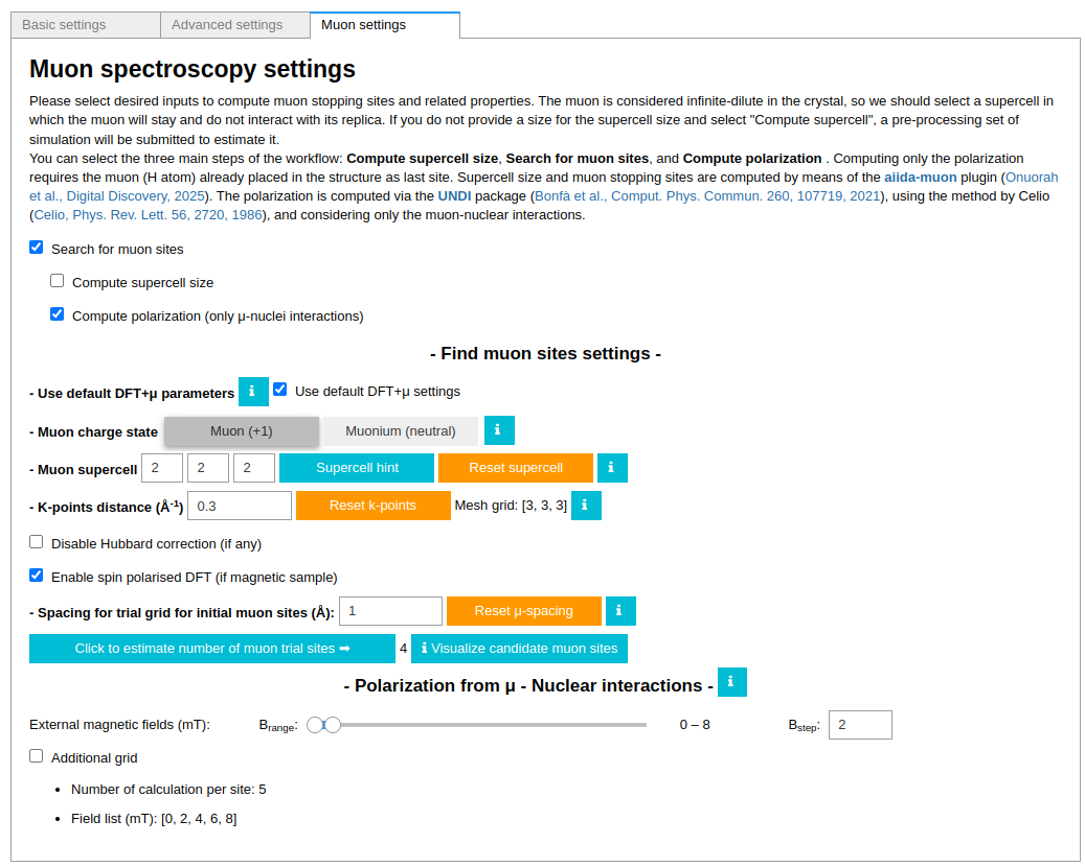 Basic settings
Advanced settings
Muon settings
Muon spectroscopy settings
Please select desired inputs to compute muon stopping sites and related properties. The muon is considered infinite-dilute in the crystal, so we should select a supercell in
which the muon will stay and do not interact with its replica. If you do not provide a size for the supercell size and select "Compute supercell", a pre-processing set of
simulation will be submitted to estimate it.
You can select the three main steps of the workflow: Compute supercell size, Search for muon sites, and Compute polarization . Computing only the polarization
requires the muon (H atom) already placed in the structure as last site. Supercell size and muon stopping sites are computed by means of the aiida-muon plugin (Onuorah
et al., Digital Discovery, 2025). The polarization is computed via the UNDI package (Bonfà et al., Comput. Phys. Commun. 260, 107719, 2021), using the method by Celio
(Celio, Phys. Rev. Lett. 56, 2720, 1986), and considering only the muon-nuclear interactions.
Search for muon sites
Compute supercell size
Compute polarization (only μ-nuclei interactions)
- Find muon sites settings -
- Use default DFT+μ parameters i Use default DFT+μ settings
- Muon charge state Muon (+1) Muonium (neutral) i
- Muon supercell 2 2 2 Supercell hint Reset supercell i
- K-points distance (Å⁻¹) 0.3 Reset k-points Mesh grid: [3, 3, 3] i
Disable Hubbard correction (if any)
Enable spin polarised DFT (if magnetic sample)
- Spacing for trial grid for initial muon sites (Å): 1 Reset μ-spacing i
Click to estimate number of muon trial sites ➡ 4 i Visualize candidate muon sites
- Polarization from μ - Nuclear interactions - i
External magnetic fields (mT): Brange: 0 – 8 Bstep: 2
Additional grid
• Number of calculation per site: 5
• Field list (mT): [0, 2, 4, 6, 8]